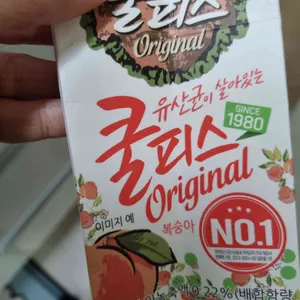 쿨피스
Original
유산균이 살아있는
쿨피스
SINCE
1980
Original
이미지 예
복숭아
NO.1
0.22% (배합함량